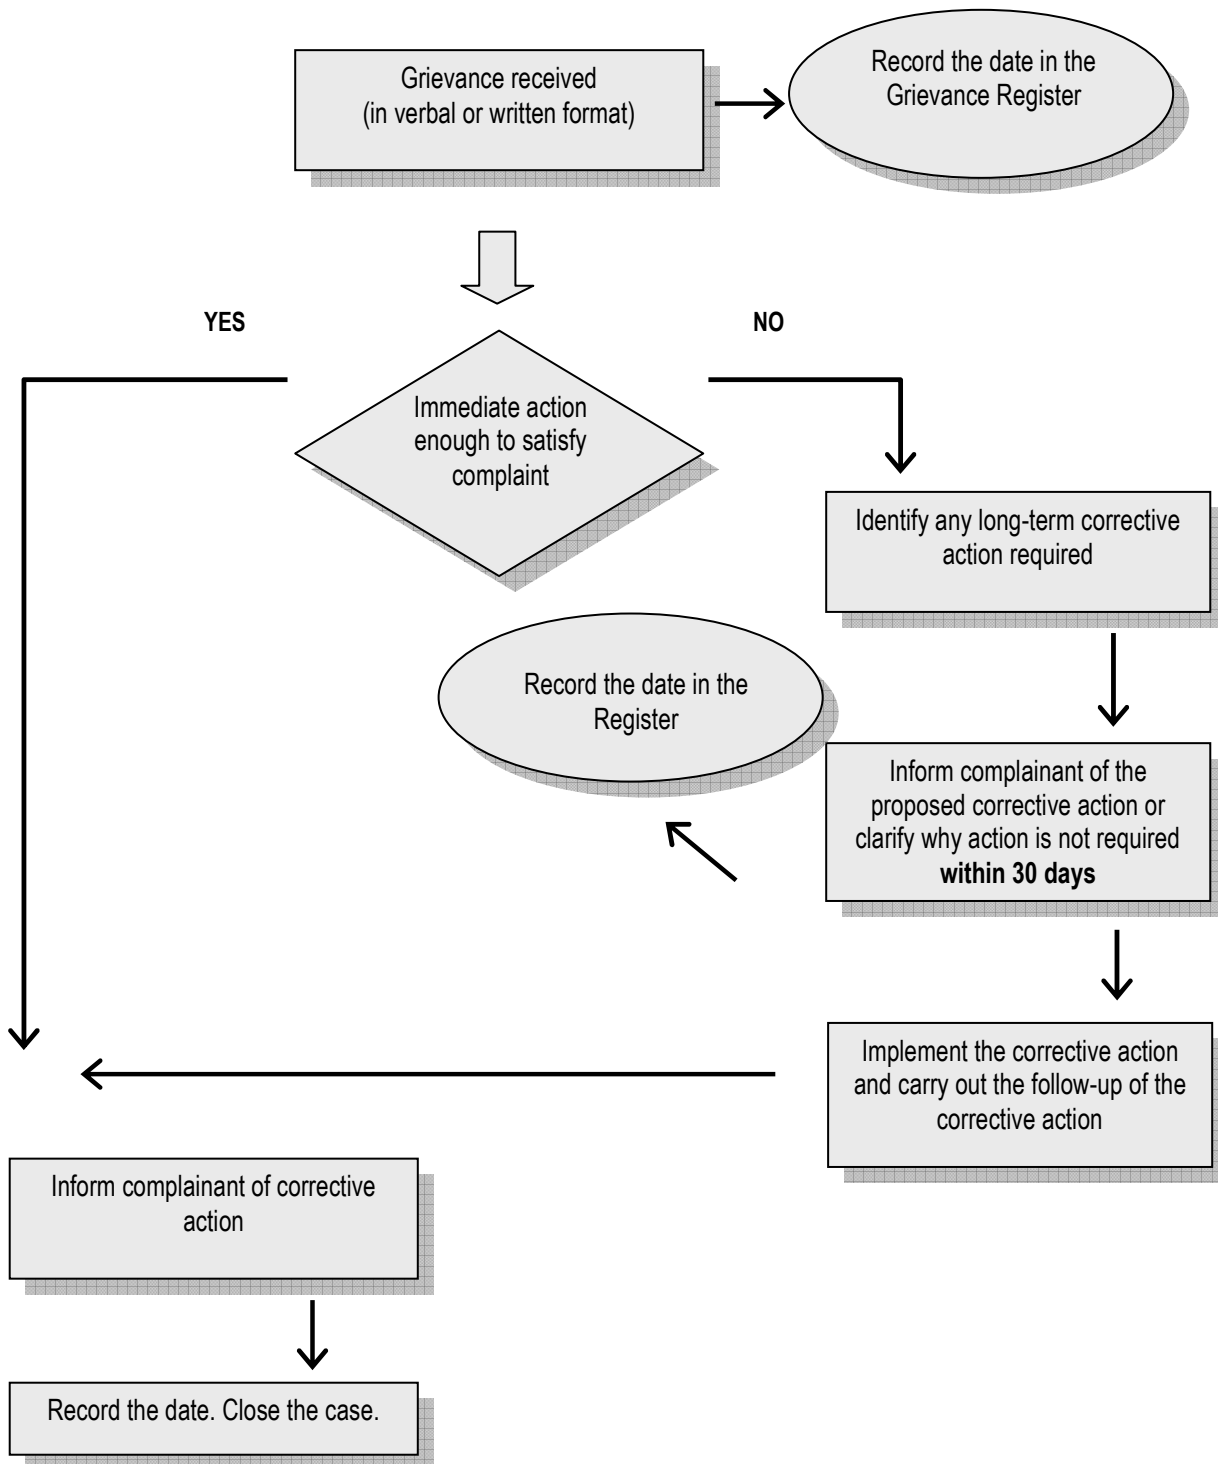 Grievance received
(in verbal or written format)
Record the date in the
Grievance Register
YES
NO
Immediate action
enough to satisfy
complaint
Identify any long-term corrective
action required
Record the date in the
Register
Inform complainant of the
proposed corrective action or
clarify why action is not required
within 30 days
Implement the corrective action
and carry out the follow-up of the
corrective action
Inform complainant of corrective
action
Record the date. Close the case.